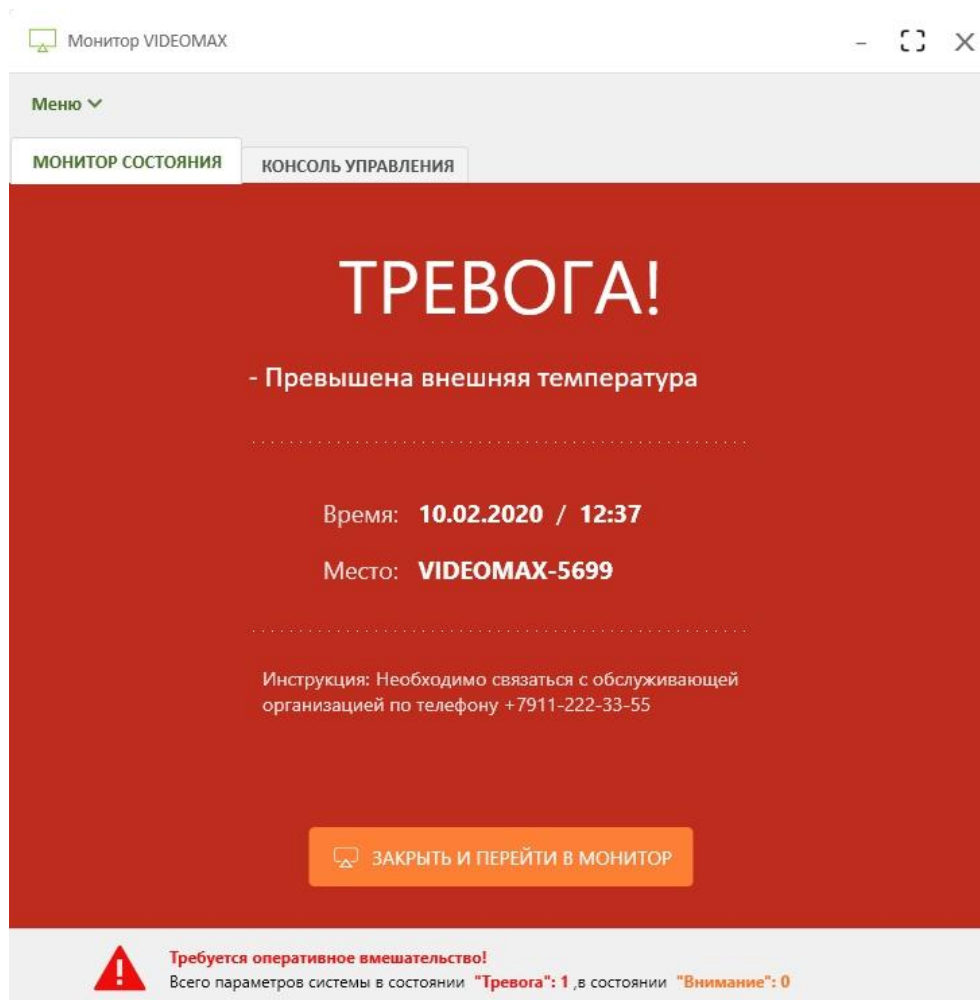 Монитор VIDEOMAX
Меню
МОНИТОР СОСТОЯНИЯ
КОНСОЛЬ УПРАВЛЕНИЯ
ТРЕВОГА!
- Превышена внешняя температура
Время: 10.02.2020 / 12:37
Место: VIDEOMAX-5699
Инструкция: Необходимо связаться с обслуживающей
организацией по телефону +7911-222-33-55
ЗАКРЫТЬ И ПЕРЕЙТИ В МОНИТОР
Требуется оперативное вмешательство!
Всего параметров системы в состоянии "Тревога": 1 ,в состоянии "Внимание": 0